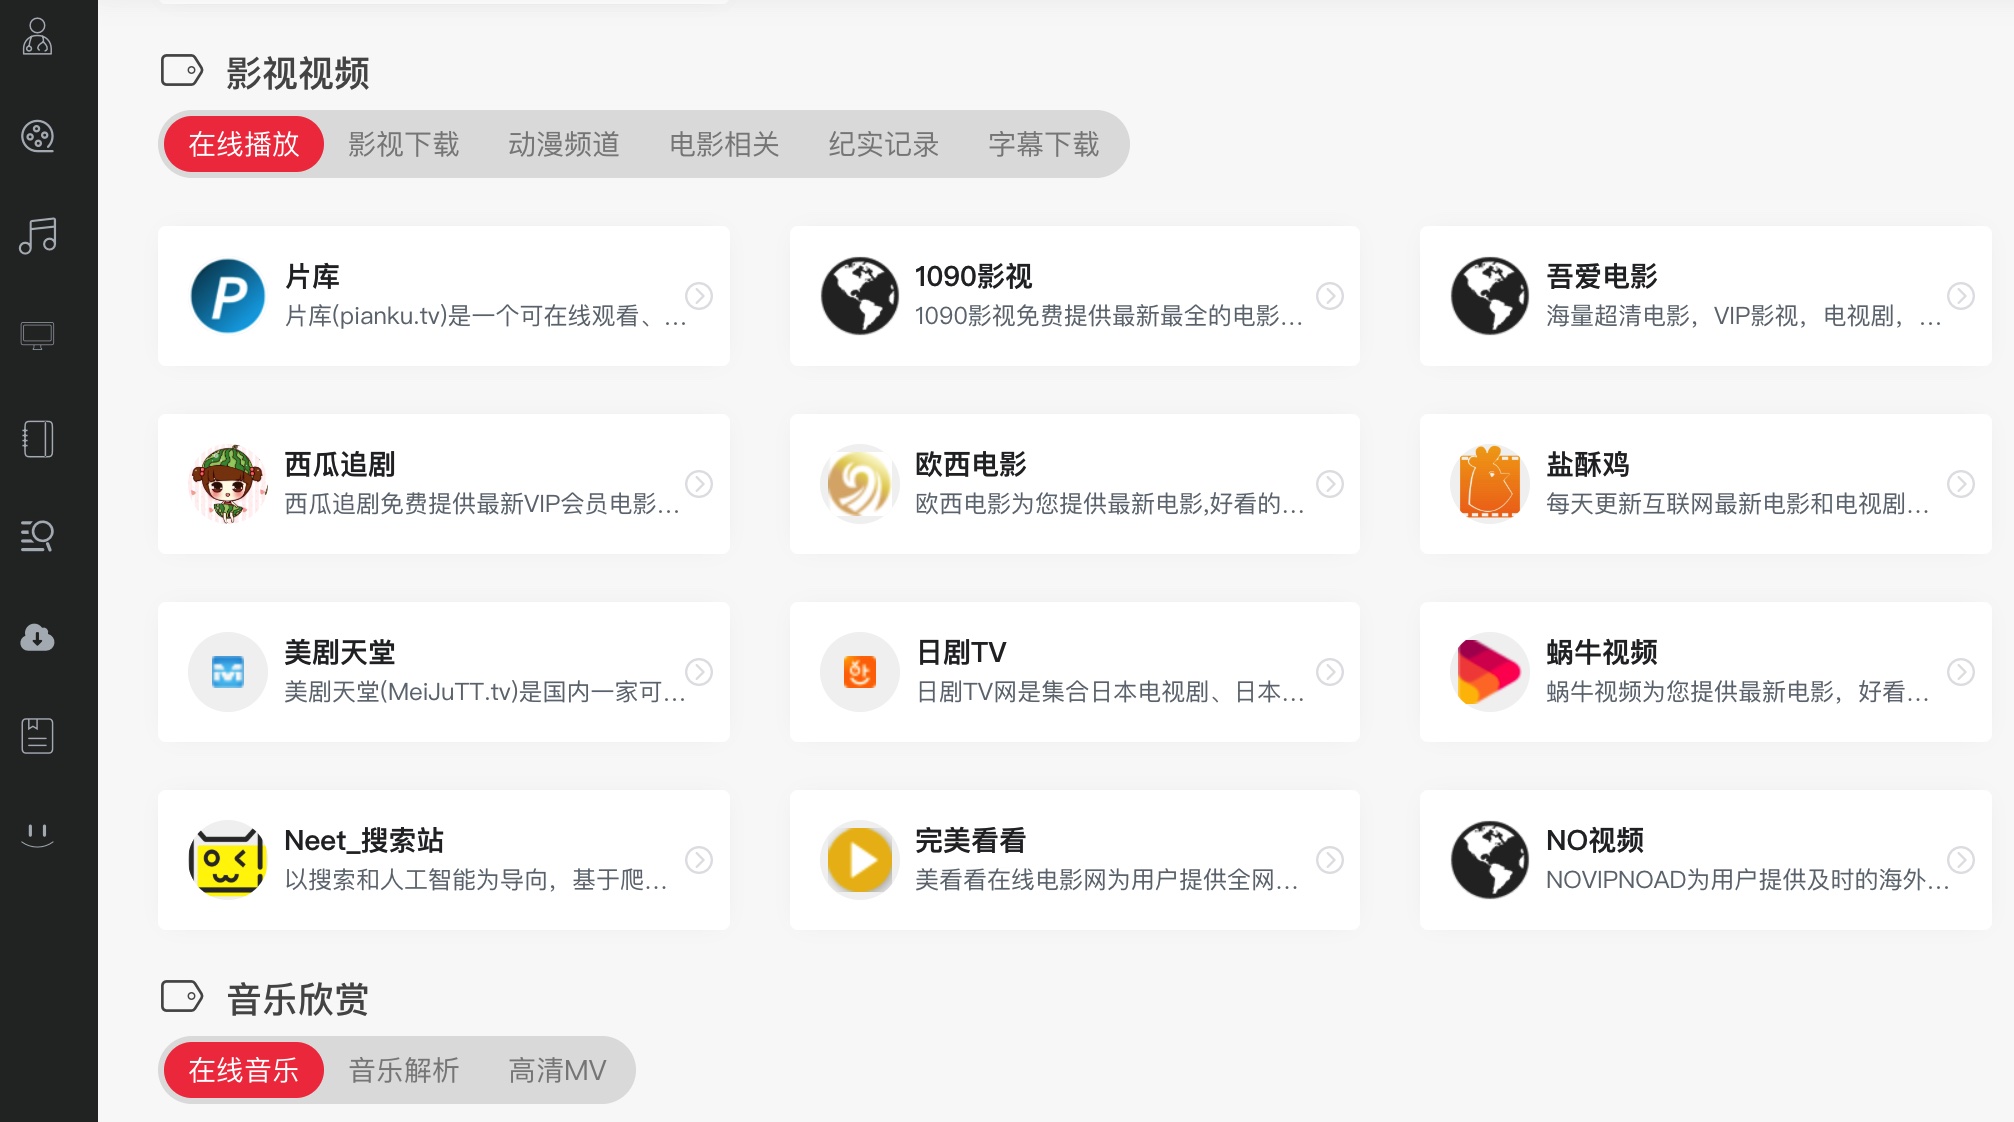 影视视频
在线播放 影视下载 动漫频道 电影相关 纪实记录 字幕下载
片库
片库(pianku.tv)是一个可在线观看、...
1090影视
1090影视免费提供最新最全的电影...
吾爱电影
海量超清电影，VIP影视，电视剧，...
西瓜追剧
西瓜追剧免费提供最新VIP会员电影...
欧西电影
欧西电影为您提供最新电影,好看的...
盐酥鸡
每天更新互联网最新电影和电视剧...
美剧天堂
美剧天堂(MeiJuTT.tv)是国内一家可...
日剧TV
日剧TV网是集合日本电视剧、日本...
蜗牛视频
蜗牛视频为您提供最新电影，好看...
Neet_搜索站
以搜索和人工智能为导向，基于爬...
完美看看
美看看在线电影网为用户提供全网...
NO视频
NOVIPNOAD为用户提供及时的海外...
音乐欣赏
在线音乐 音乐解析 高清MV